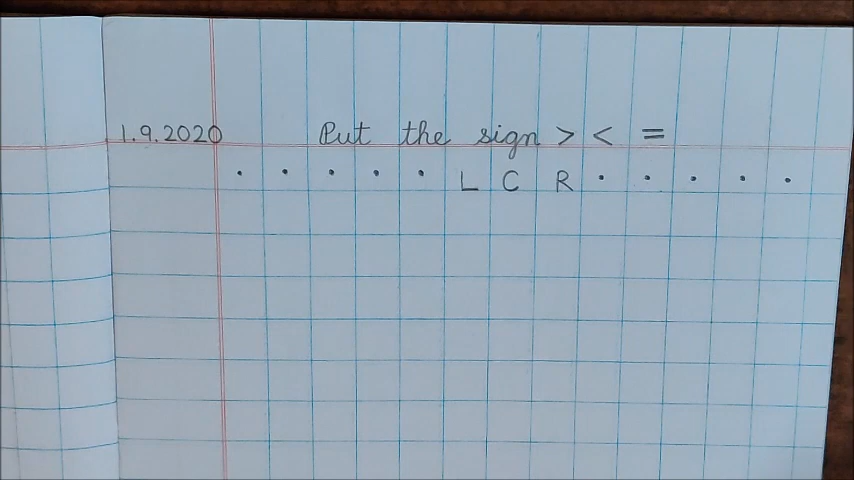 1.9.2020 Put the sign > < =
. . . . . L C R . . . . .